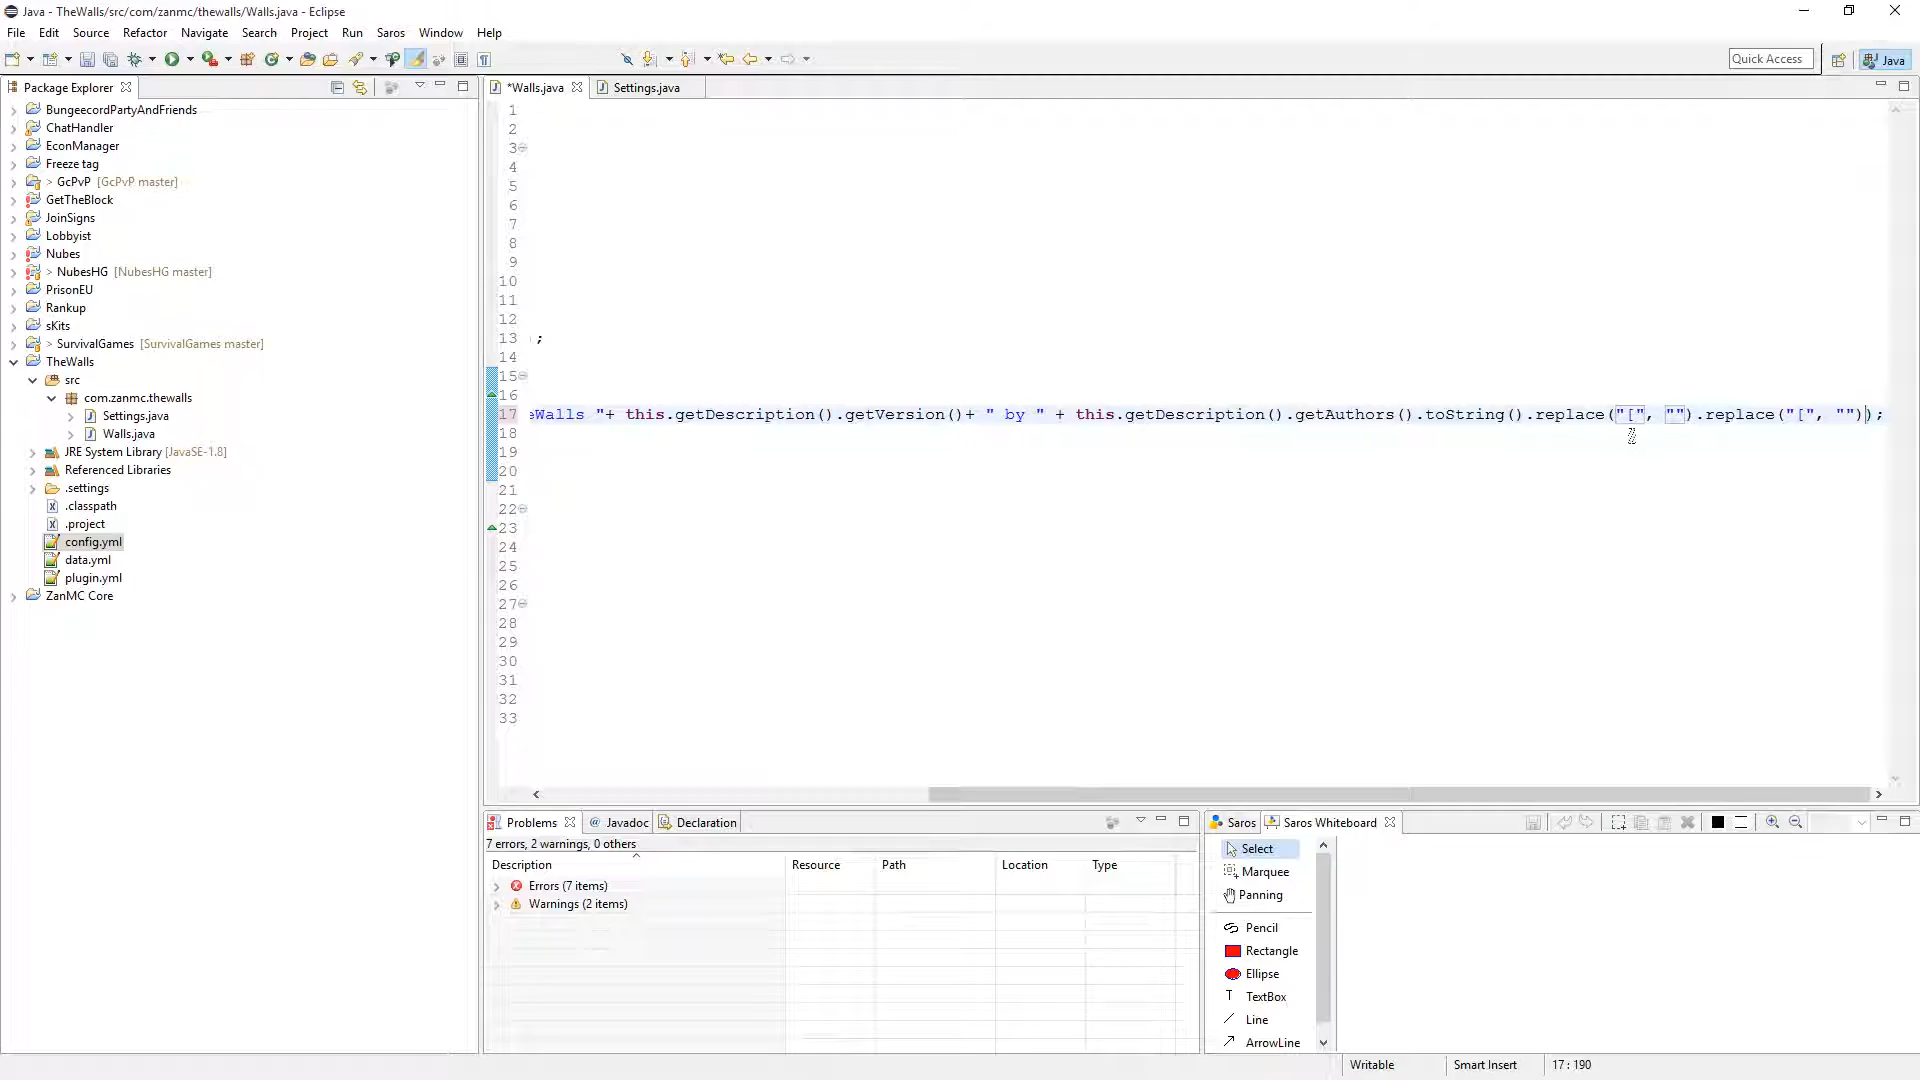 Java - TheWalls/src/com/zanmc/thewalls/Walls.java - Eclipse
File Edit Source Refactor Navigate Search Project Run Saros Window Help
Quick Access
Java
Package Explorer
*Walls.java
Settings.java
BungeecordPartyAndFriends
ChatHandler
EconManager
Freeze tag
> GcPvP [GcPvP master]
GetTheBlock
JoinSigns
Lobbyist
Nubes
> NubesHG [NubesHG master]
PrisonEU
Rankup
sKits
> SurvivalGames [SurvivalGames master]
TheWalls
src
com.zanmc.thewalls
Settings.java
Walls.java
JRE System Library [JavaSE-1.8]
Referenced Libraries
.settings
.classpath
.project
config.yml
data.yml
plugin.yml
ZanMC Core
1
2
3
4
5
6
7
8
9
10
11
12
13 ;
14
15
16
17 eWalls "+ this.getDescription().getVersion()+ " by " + this.getDescription().getAuthors().toString().replace("[", "").replace("[", ""));
18
19
20
21
22
23
24
25
26
27
28
29
30
31
32
33
Problems
Javadoc
Declaration
7 errors, 2 warnings, 0 others
Description Resource Path Location Type
Errors (7 items)
Warnings (2 items)
Saros
Saros Whiteboard
Select
Marquee
Panning
Pencil
Rectangle
Ellipse
TextBox
Line
ArrowLine
Writable Smart Insert 17 : 190